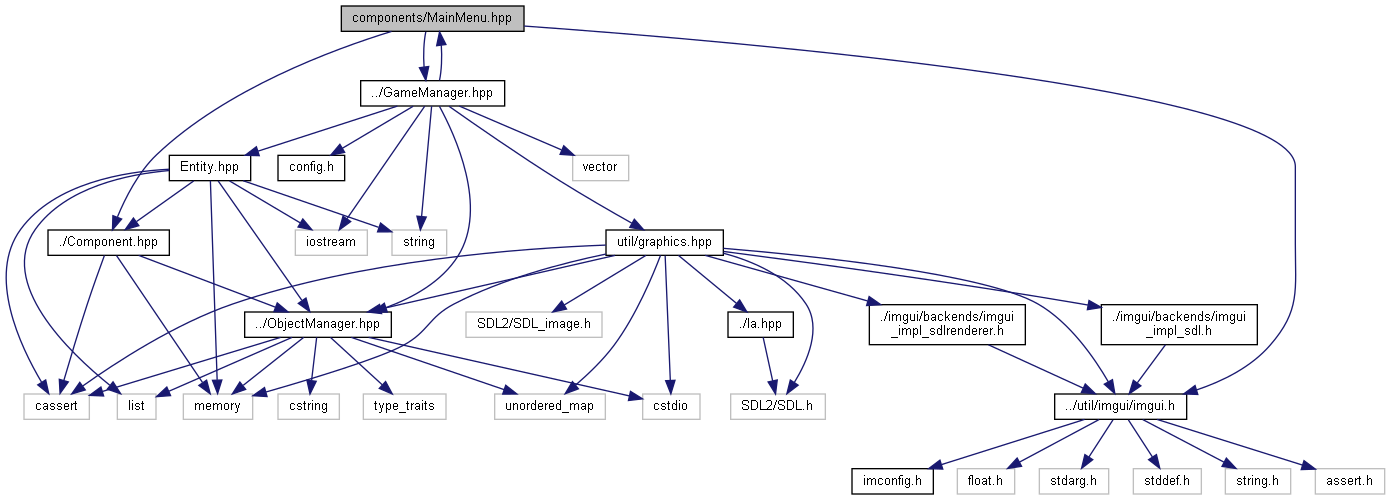 components/MainMenu.hpp
../GameManager.hpp
Entity.hpp
config.h
vector
./Component.hpp
iostream
string
util/graphics.hpp
../ObjectManager.hpp
SDL2/SDL_image.h
./la.hpp
./imgui/backends/imgui
_impl_sdlrenderer.h
./imgui/backends/imgui
_impl_sdl.h
cassert
list
memory
cstring
type_traits
unordered_map
cstdio
SDL2/SDL.h
../util/imgui/imgui.h
imconfig.h
float.h
stdarg.h
stddef.h
string.h
assert.h